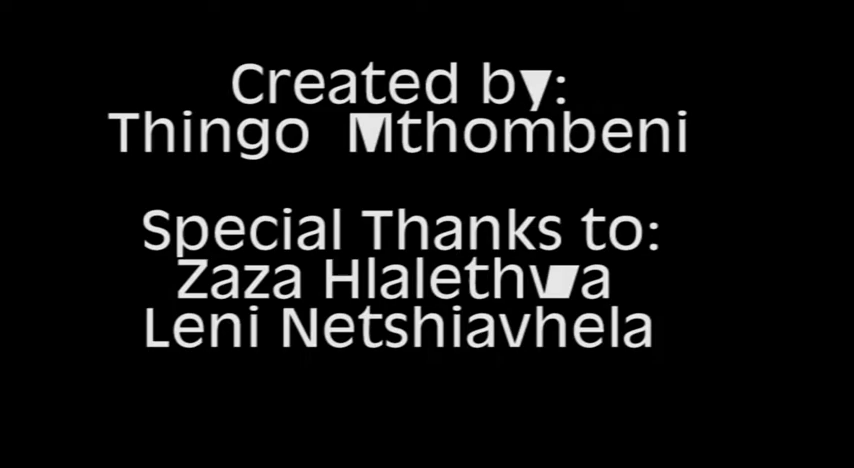 Created by:
Thingo Mthombeni
Special Thanks to:
Zaza Hlalethwa
Leni Netshiavhela